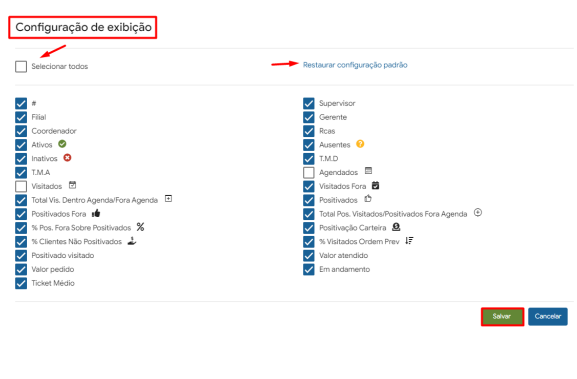 Configuração de exibição
Selecionar todos
Restaurar configuração padrão
#
Supervisor
Filial
Gerente
Coordenador
Rcas
Ativos
Ausentes
Inativos
T.M.D
T.M.A
Agendados
Visitados
Visitados Fora
Total Vis. Dentro Agenda/Fora Agenda
Positivados
Positivados Fora
Total Pos. Visitados/Positivados Fora Agenda
% Pos. Fora Sobre Positivados
Positivação Carteira
% Clientes Não Positivados
% Visitados Ordem Prev
Positivado visitado
Valor atendido
Valor pedido
Em andamento
Ticket Médio
Salvar
Cancelar